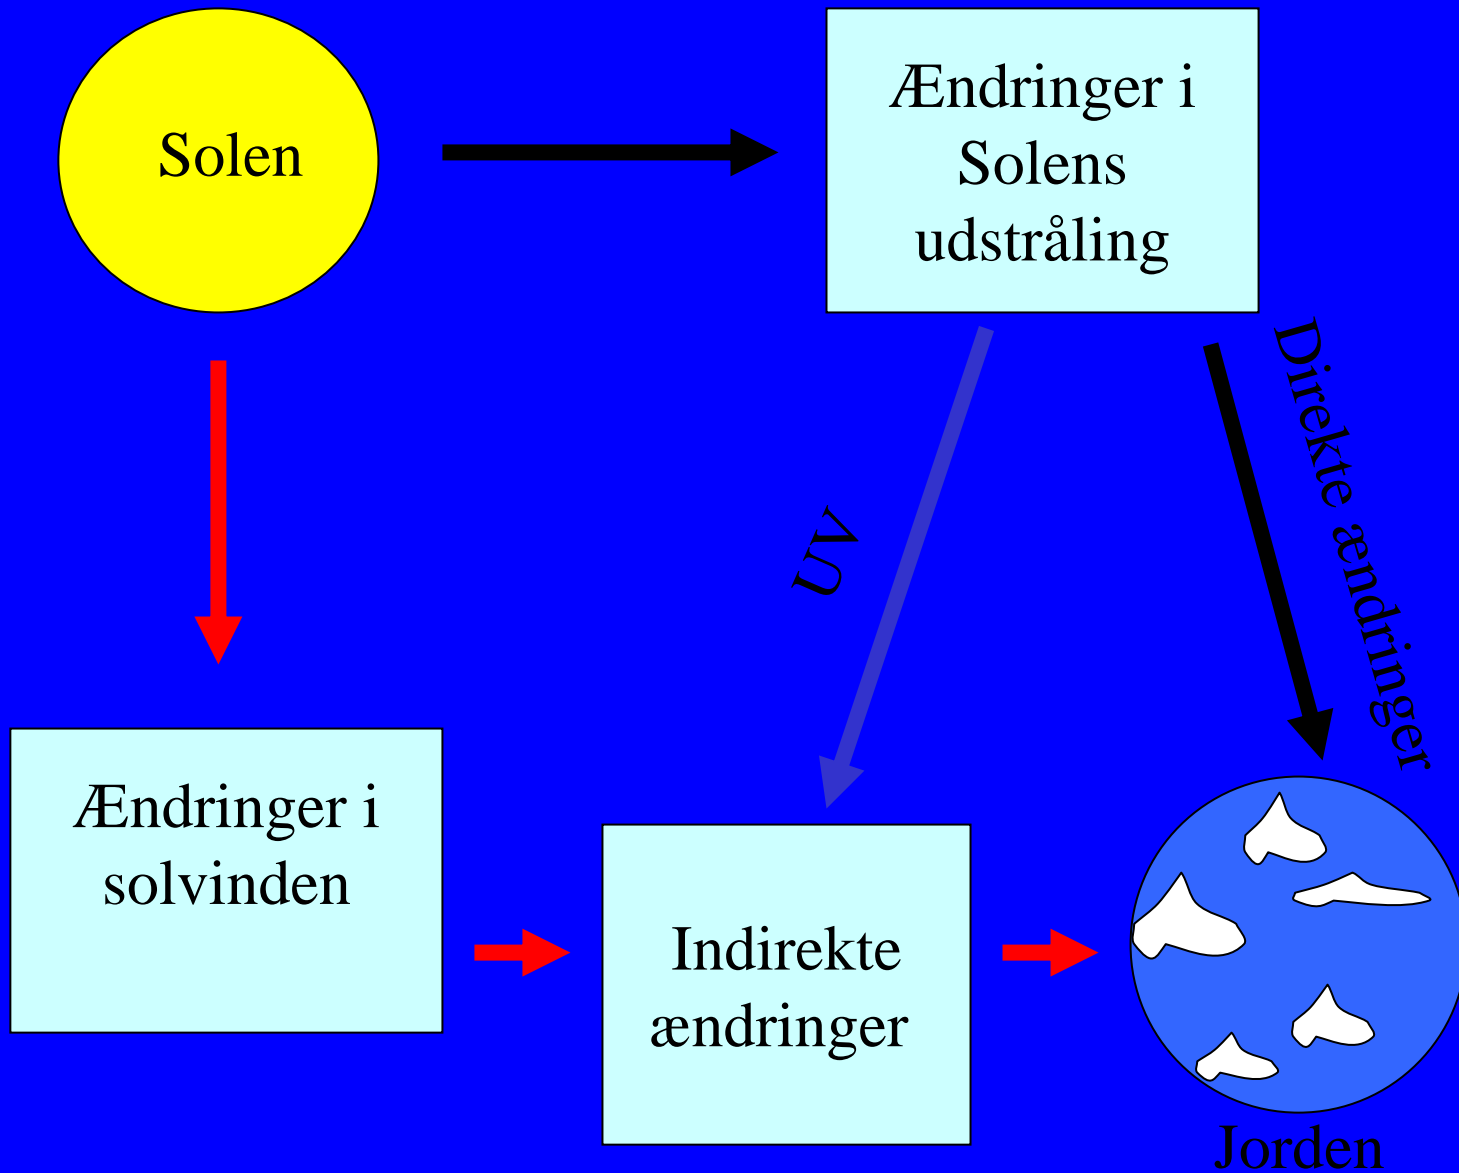 Solen
Ændringer i
Solens
udstråling
Direkte ændringer
UV
Ændringer i
solvinden
Indirekte
ændringer
Jorden